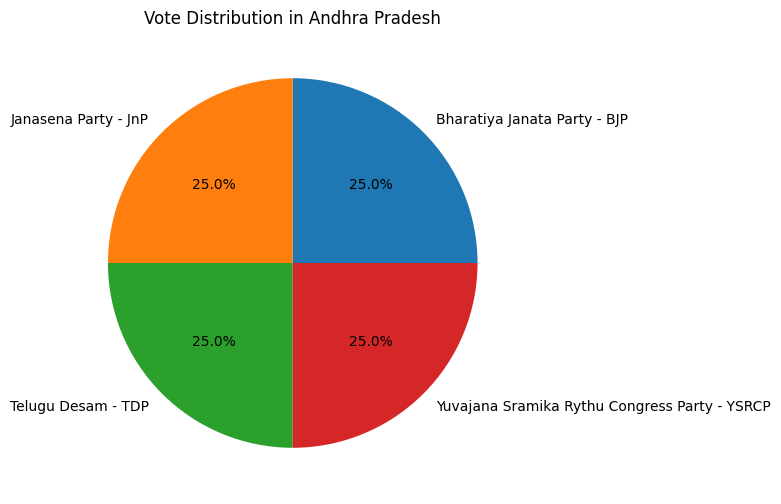 Vote Distribution in Andhra Pradesh
Janasena Party - JnP
Bharatiya Janata Party - BJP
25.0%
25.0%
25.0%
25.0%
Telugu Desam - TDP
Yuvajana Sramika Rythu Congress Party - YSRCP